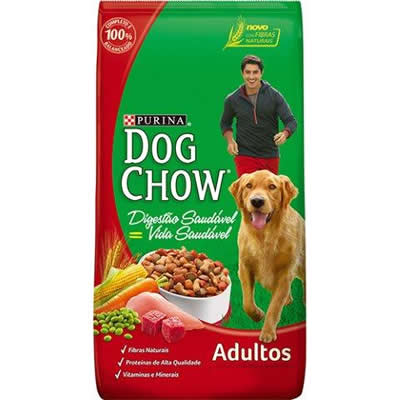 COMPLETO E
100%
BALANCEADO
novo
COM FIBRAS
NATURAIS
PURINA
DOG
CHOW®
Digestão Saudável
= Vida Saudável
✓ Fibras Naturais
✓ Proteínas de Alta Qualidade
✓ Vitaminas e Minerais
Adultos